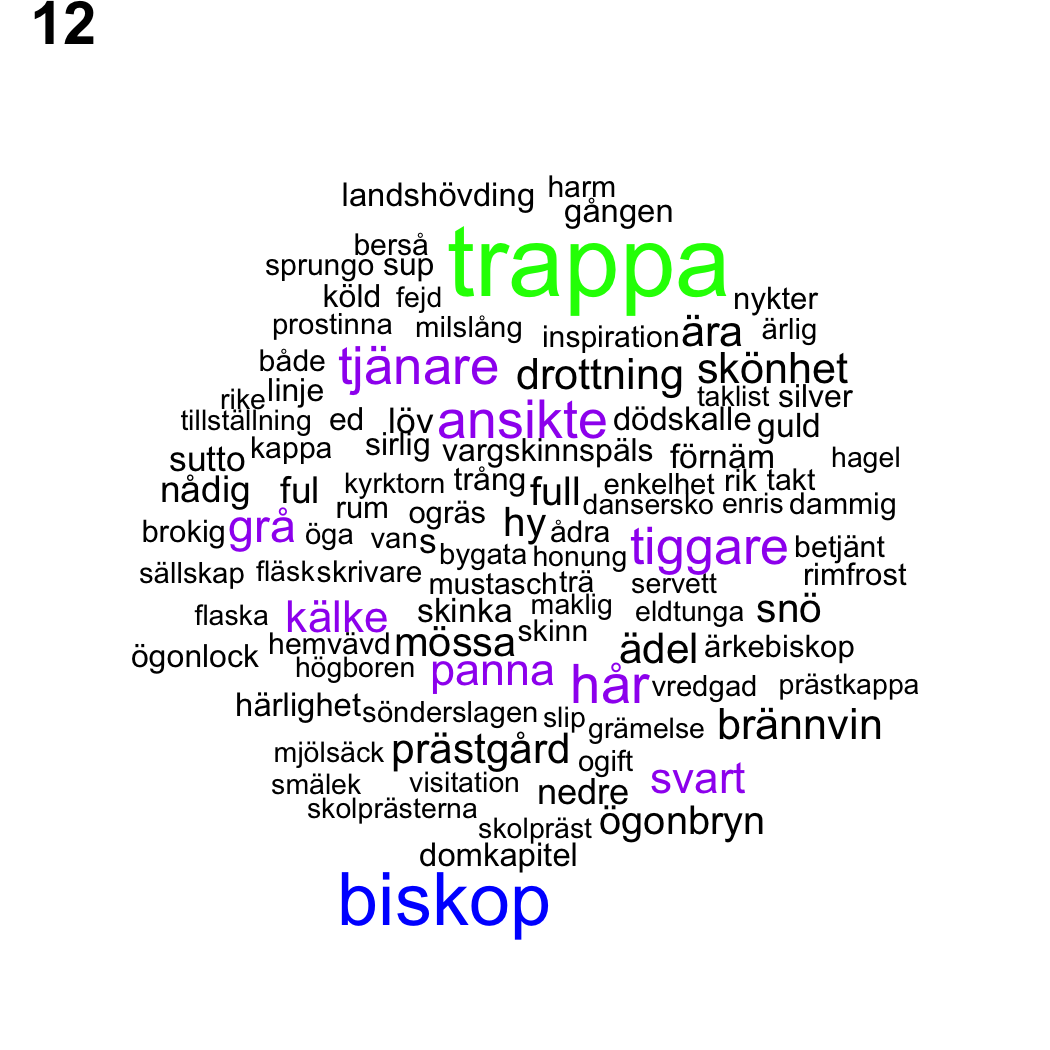 12
landshövding harm
gången
berså trappa
sprungo sup
köld fejd nykter
prostinna milslång inspiration ära ärlig
både tjänare drottning skönhet
rike linje taklist silver
tillställning ed löv ansikte dödskalle guld
sutto kappa sirlig vargskinnspäls förnäm hagel
nådig ful kyrktorn trång full enkelhet rik takt
rum ogräs dansersko enris dammig
brokig grå öga vans hy ådra tiggare betjänt
bygata honung
sällskap fläsk skrivare mustasch trä servett rimfrost
flaska kälke skinka maklig eldtunga snö
ögonlock hemvävd mössa skinn ädel ärkebiskop
högboren panna hår vredgad prästkappa
härlighet sönderslagen slip grämelse brännvin
mjölsäck prästgård ogift svart
smälek visitation nedre
skolprästerna skolpräst ögonbryn
domkapitel
biskop